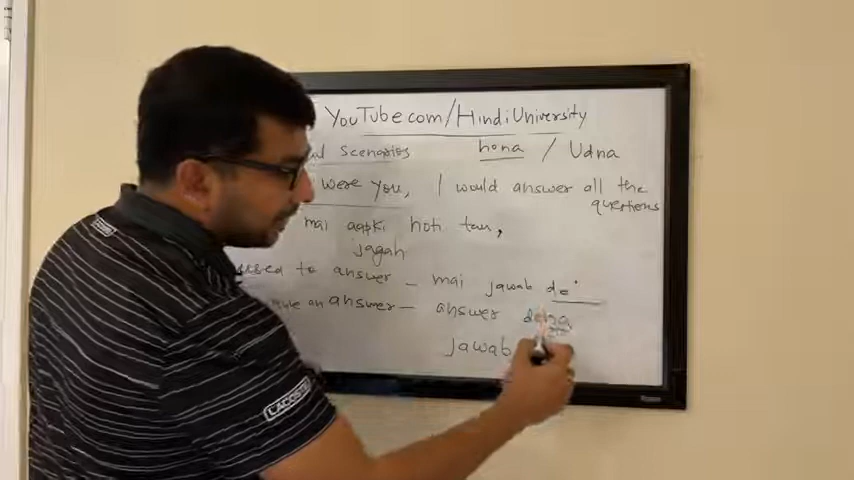 YouTube.com/HindiUniversity
Scenarios hona / Udna
were you, I would answer all the
questions
mai aapki hoti tau,
jagah
to answer - mai jawab de
an answer - answer dena
jawab
LACOSTE